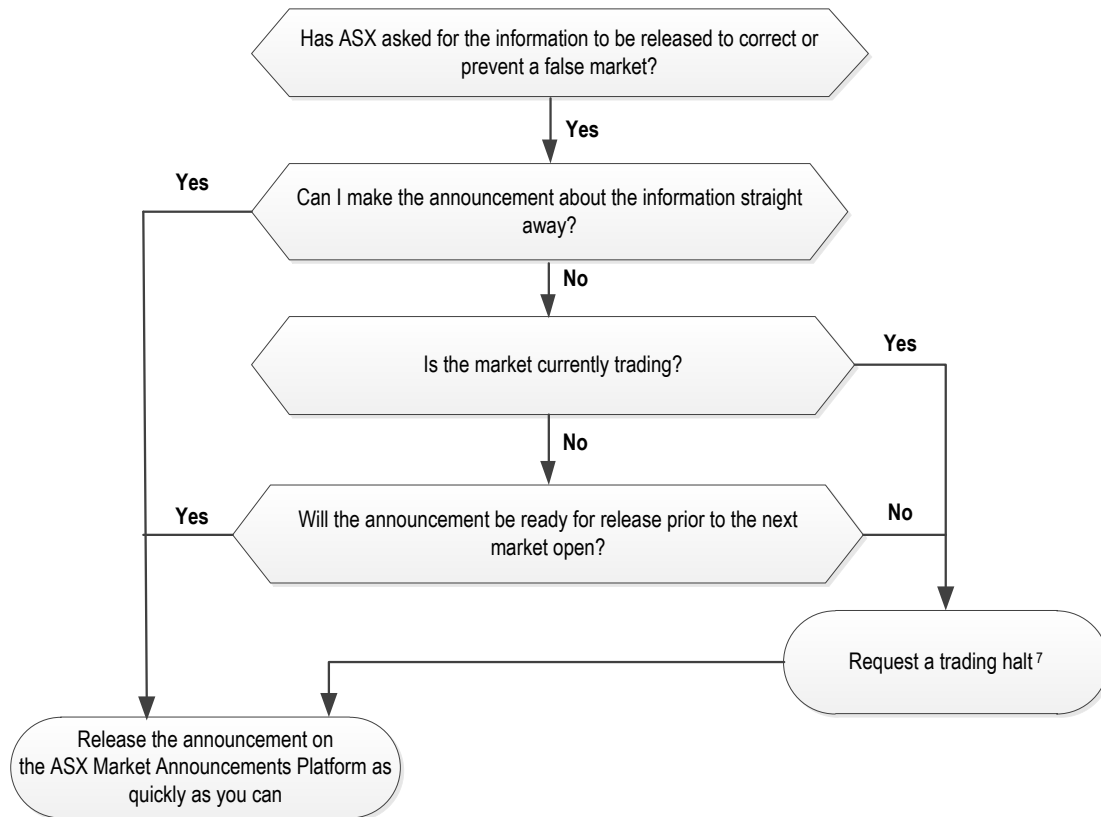 Has ASX asked for the information to be released to correct or
prevent a false market?
Yes
Yes
Can I make the announcement about the information straight
away?
No
Is the market currently trading?
Yes
No
Yes
Will the announcement be ready for release prior to the next
market open?
No
Request a trading halt 7
Release the announcement on
the ASX Market Announcements Platform as
quickly as you can